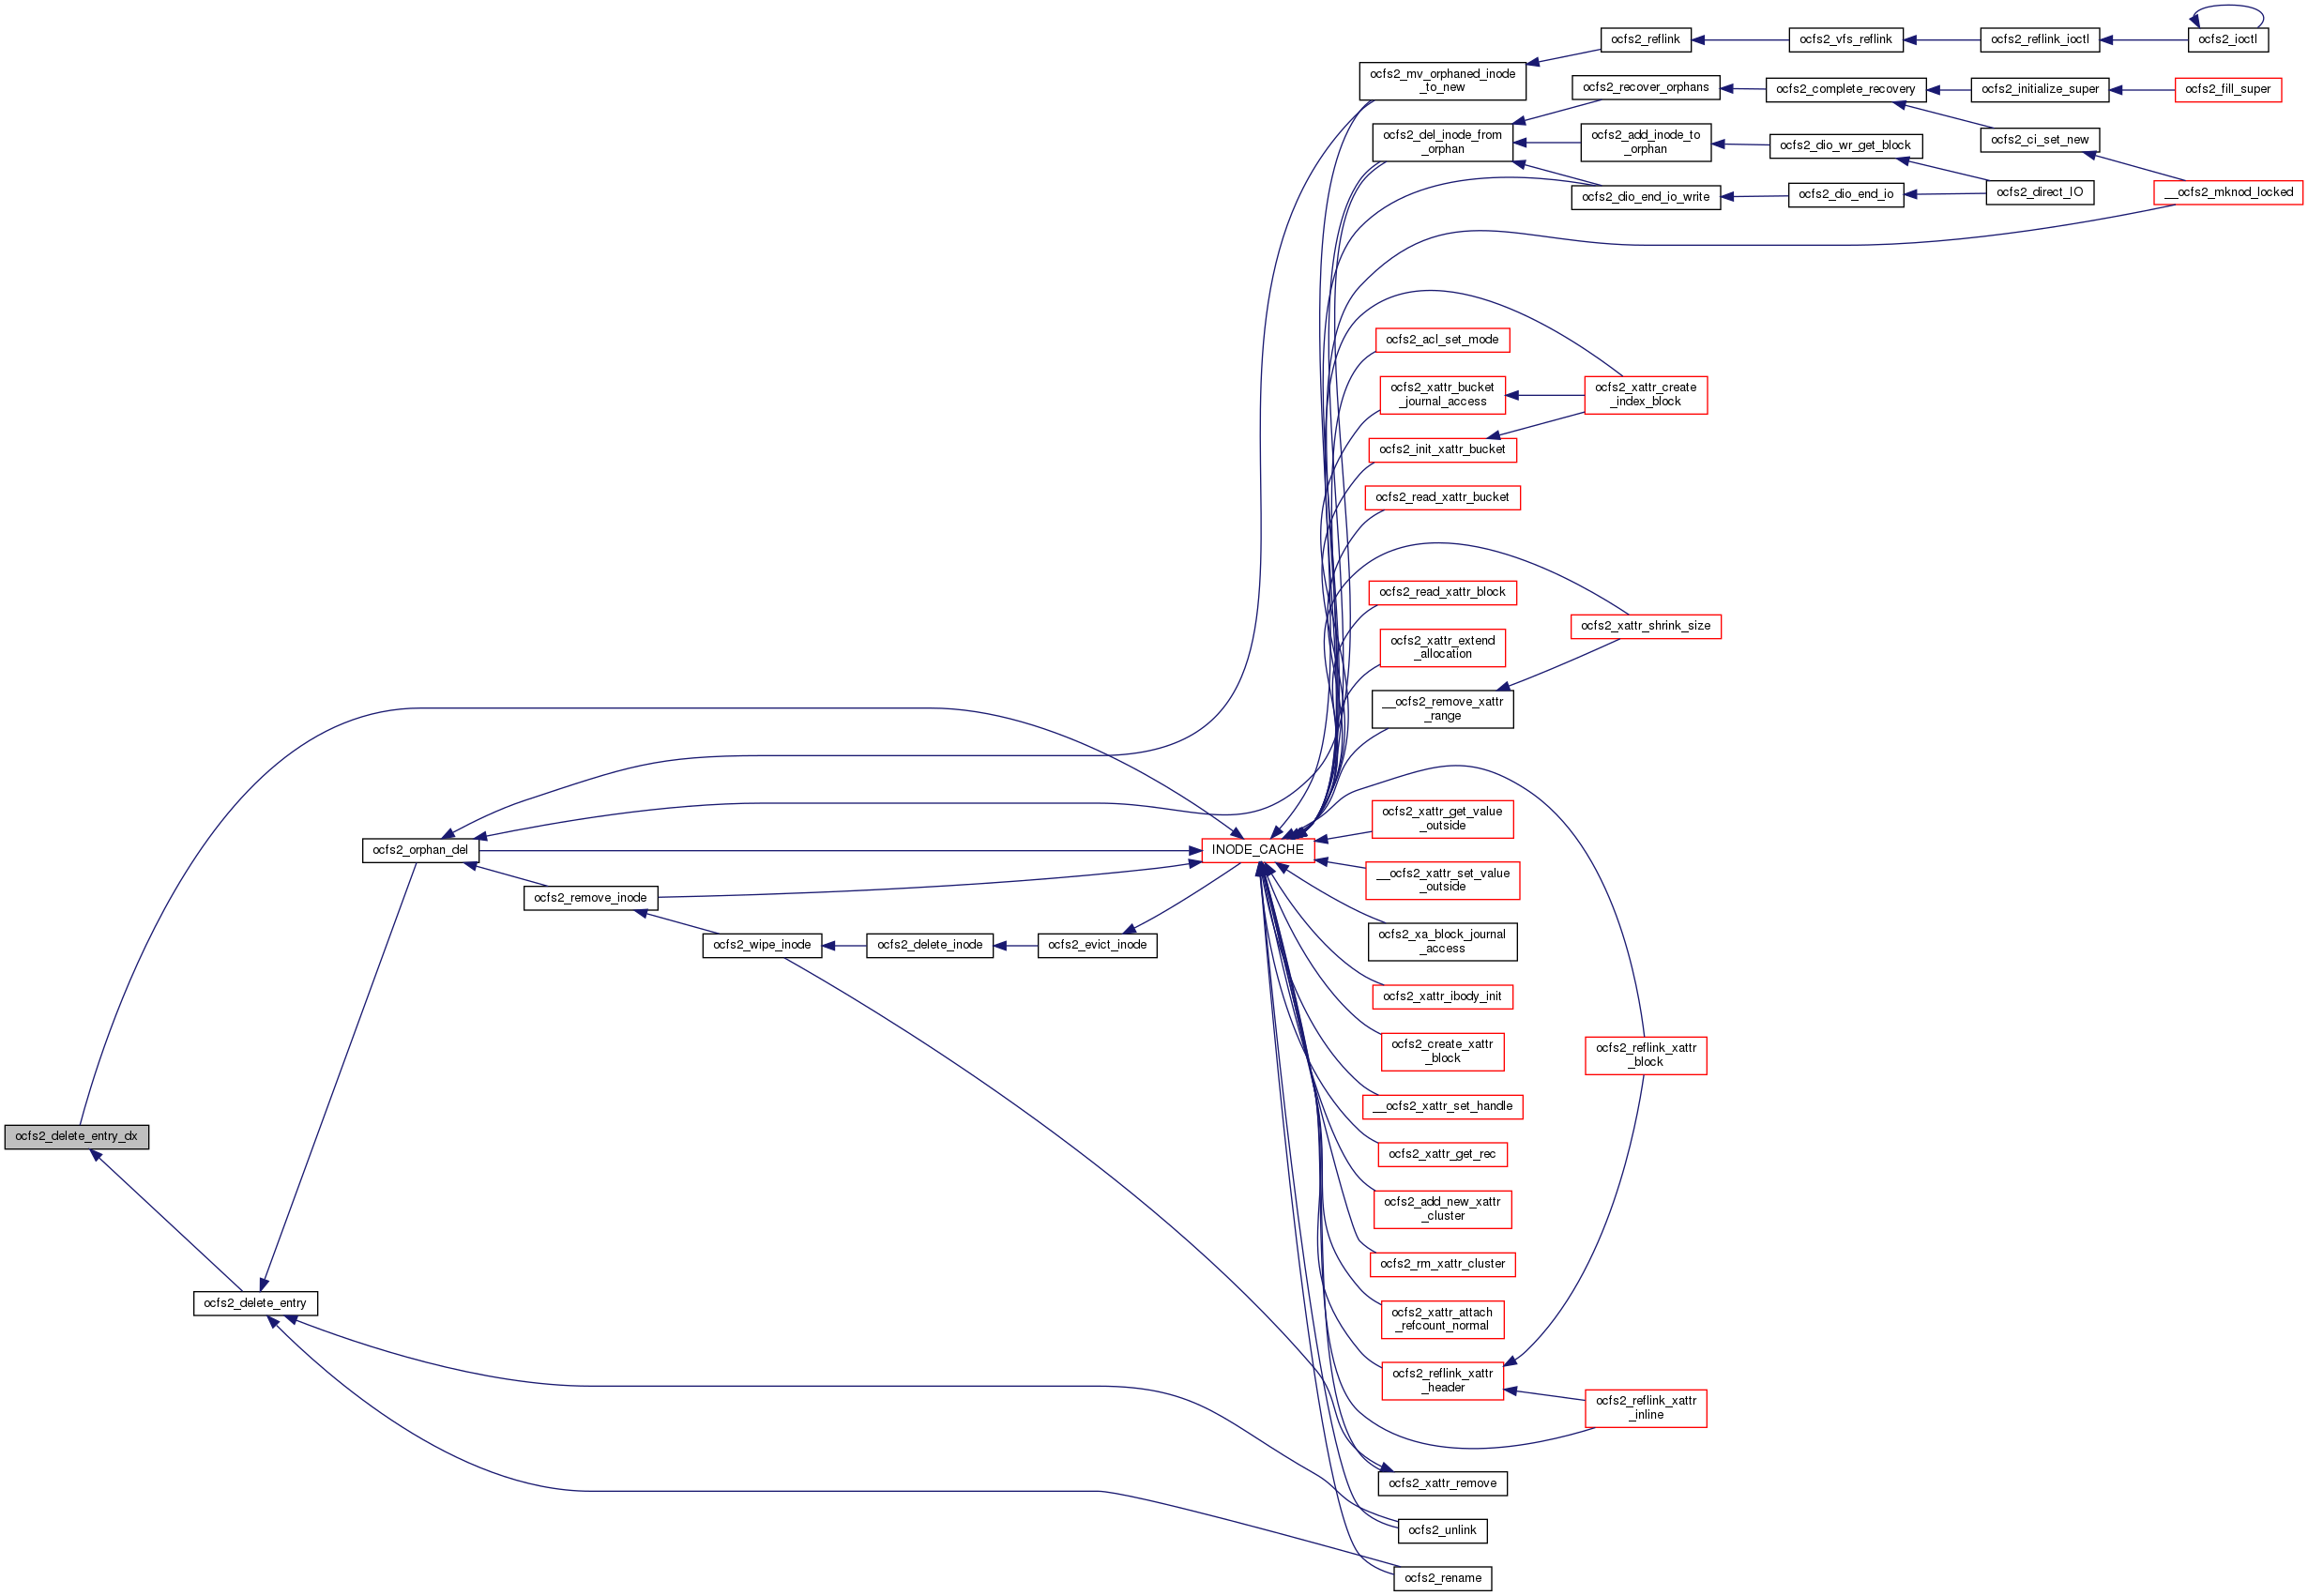 ocfs2_reflink
ocfs2_vfs_reflink
ocfs2_reflink_ioctl
ocfs2_ioctl
ocfs2_mv_orphaned_inode
_to_new
ocfs2_recover_orphans
ocfs2_complete_recovery
ocfs2_initialize_super
ocfs2_fill_super
ocfs2_del_inode_from
_orphan
ocfs2_add_inode_to
_orphan
ocfs2_dio_wr_get_block
ocfs2_ci_set_new
ocfs2_dio_end_io_write
ocfs2_dio_end_io
ocfs2_direct_IO
__ocfs2_mknod_locked
ocfs2_acl_set_mode
ocfs2_xattr_bucket
_journal_access
ocfs2_xattr_create
_index_block
ocfs2_init_xattr_bucket
ocfs2_read_xattr_bucket
ocfs2_read_xattr_block
ocfs2_xattr_shrink_size
ocfs2_xattr_extend
_allocation
__ocfs2_remove_xattr
_range
ocfs2_xattr_get_value
_outside
ocfs2_orphan_del
INODE_CACHE
__ocfs2_xattr_set_value
_outside
ocfs2_remove_inode
ocfs2_wipe_inode
ocfs2_delete_inode
ocfs2_evict_inode
ocfs2_xa_block_journal
_access
ocfs2_xattr_ibody_init
ocfs2_create_xattr
_block
ocfs2_reflink_xattr
_block
__ocfs2_xattr_set_handle
ocfs2_delete_entry_dx
ocfs2_xattr_get_rec
ocfs2_add_new_xattr
_cluster
ocfs2_rm_xattr_cluster
ocfs2_delete_entry
ocfs2_xattr_attach
_refcount_normal
ocfs2_reflink_xattr
_header
ocfs2_reflink_xattr
_inline
ocfs2_xattr_remove
ocfs2_unlink
ocfs2_rename